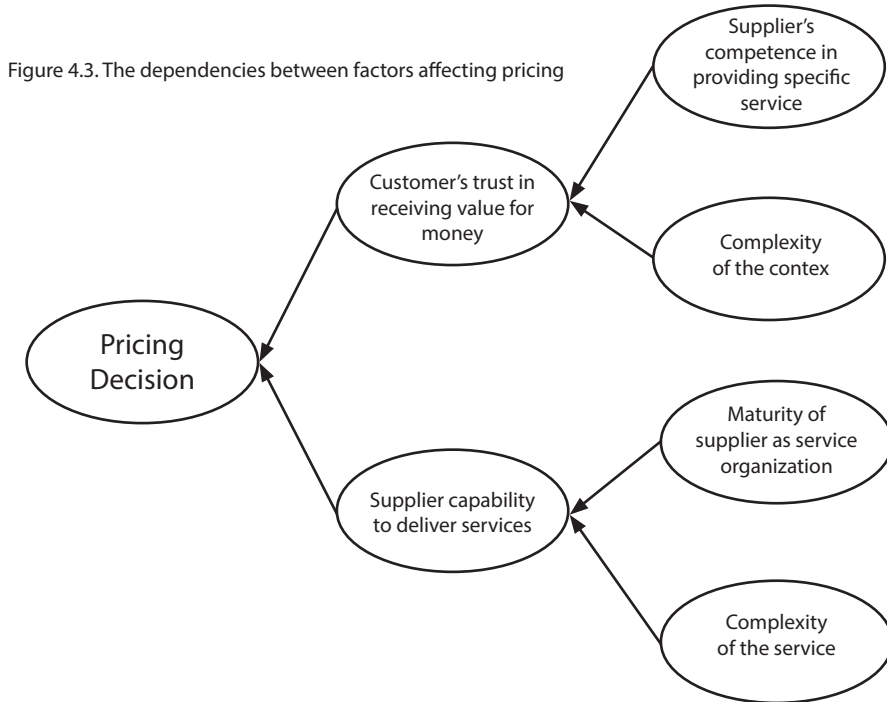 Figure 4.3. The dependencies between factors affecting pricing
Supplier's
competence in
providing specific
service
Customer's trust in
receiving value for
money
Complexity
of the contex
Pricing
Decision
Maturity of
supplier as service
organization
Supplier capability
to deliver services
Complexity
of the service